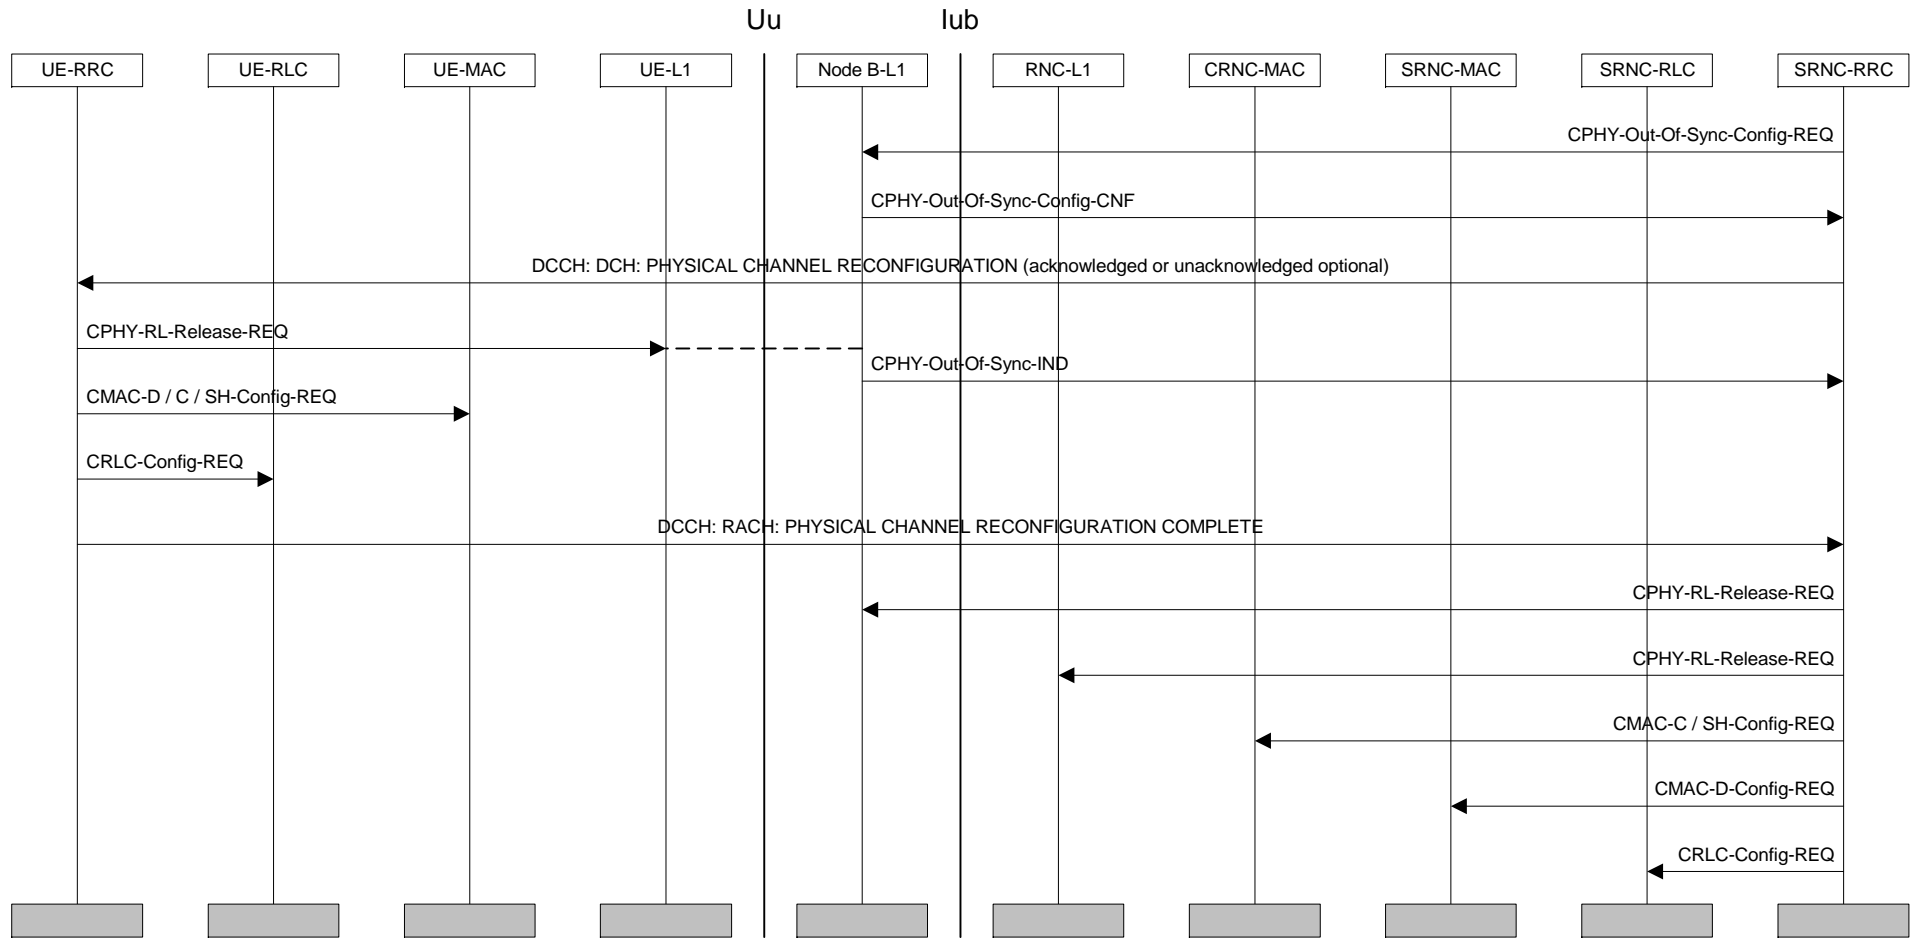 Uu
Iub
UE-RRC
UE-RLC
UE-MAC
UE-L1
Node B-L1
RNC-L1
CRNC-MAC
SRNC-MAC
SRNC-RLC
SRNC-RRC
CPHY-Out-Of-Sync-Config-REQ
CPHY-Out-Of-Sync-Config-CNF
DCCH: DCH: PHYSICAL CHANNEL RECONFIGURATION (acknowledged or unacknowledged optional)
CPHY-RL-Release-REQ
CPHY-Out-Of-Sync-IND
CMAC-D / C / SH-Config-REQ
CRLC-Config-REQ
DCCH: RACH: PHYSICAL CHANNEL RECONFIGURATION COMPLETE
CPHY-RL-Release-REQ
CPHY-RL-Release-REQ
CMAC-C / SH-Config-REQ
CMAC-D-Config-REQ
CRLC-Config-REQ